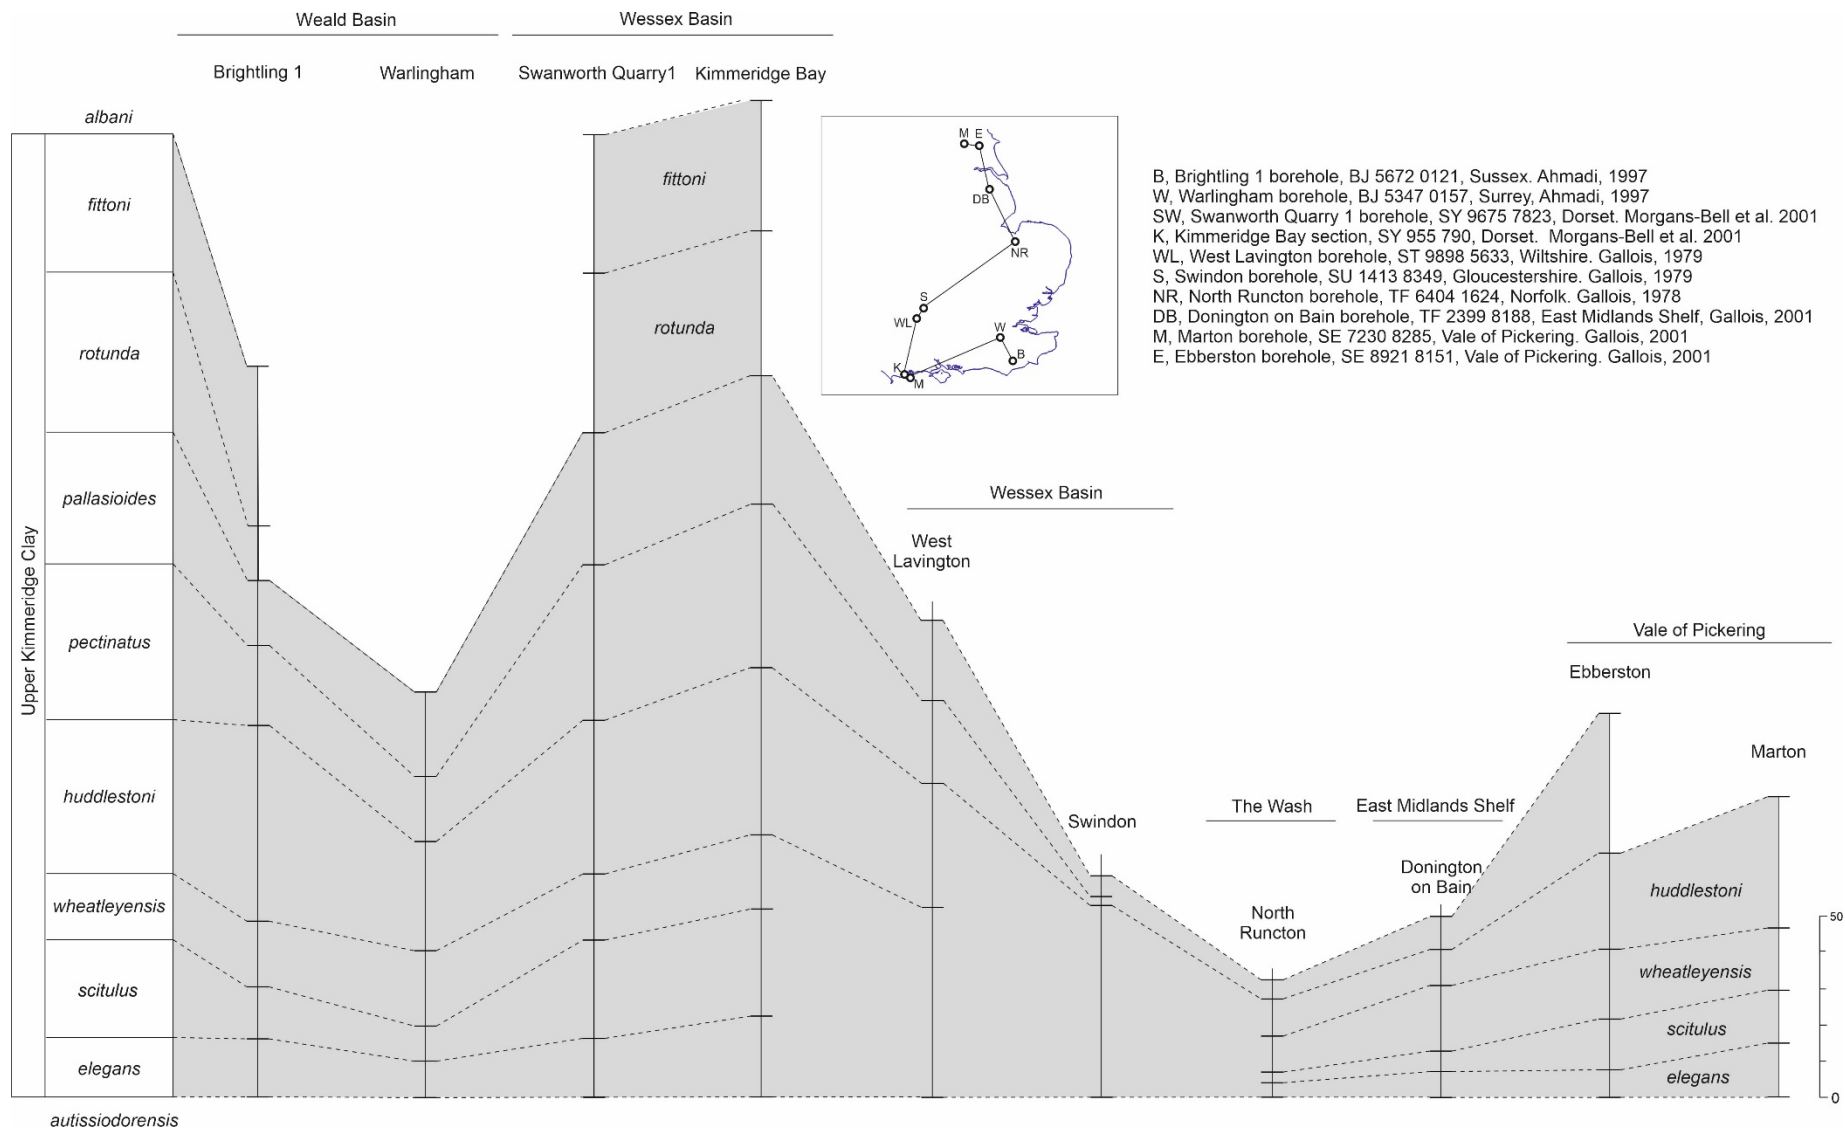 Weald Basin
Wessex Basin
Brightling 1
Warlingham
Swanworth Quarry1
Kimmeridge Bay
albani
fittoni
rotunda
pallasioides
pectinatus
huddlestoni
wheatleyensis
scitulus
elegans
autissiodorensis
Upper Kimmeridge Clay
fittoni
rotunda
M
E
DB
NR
S
WL
W
B
K
M
B, Brightling 1 borehole, BJ 5672 0121, Sussex. Ahmadi, 1997
W, Warlingham borehole, BJ 5347 0157, Surrey, Ahmadi, 1997
SW, Swanworth Quarry 1 borehole, SY 9675 7823, Dorset. Morgans-Bell et al. 2001
K, Kimmeridge Bay section, SY 955 790, Dorset. Morgans-Bell et al. 2001
WL, West Lavington borehole, ST 9898 5633, Wiltshire. Gallois, 1979
S, Swindon borehole, SU 1413 8349, Gloucestershire. Gallois, 1979
NR, North Runcton borehole, TF 6404 1624, Norfolk. Gallois, 1978
DB, Donington on Bain borehole, TF 2399 8188, East Midlands Shelf, Gallois, 2001
M, Marton borehole, SE 7230 8285, Vale of Pickering. Gallois, 2001
E, Ebberston borehole, SE 8921 8151, Vale of Pickering. Gallois, 2001
Wessex Basin
West
Lavington
Swindon
The Wash
North
Runcton
East Midlands Shelf
Donington
on Bain
Vale of Pickering
Ebberston
Marton
huddlestoni
wheatleyensis
scitulus
elegans
50
0